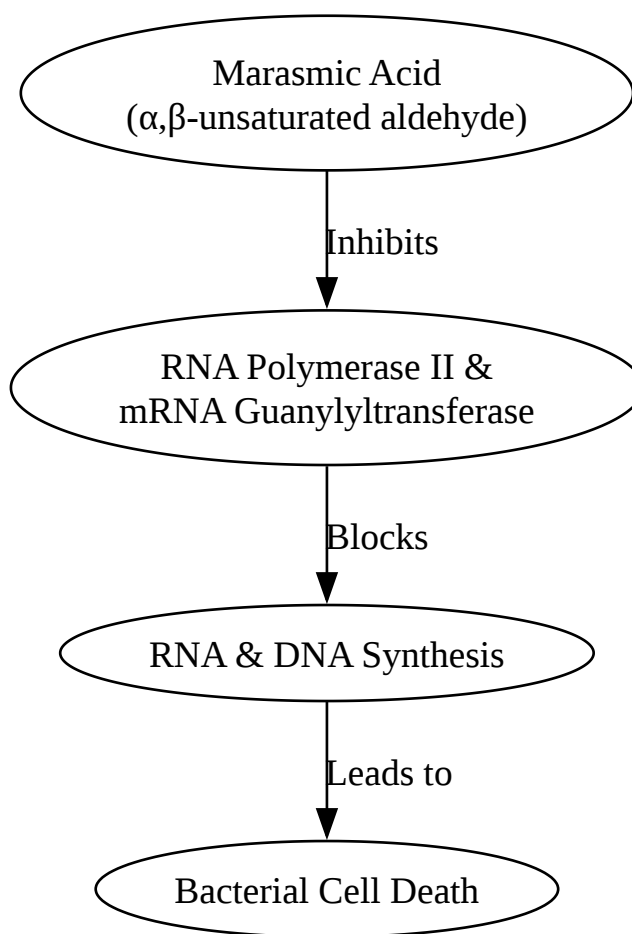 Marasmic Acid
(α,β-unsaturated aldehyde)
Inhibits
RNA Polymerase II &
mRNA Guanylyltransferase
Blocks
RNA & DNA Synthesis
Leads to
Bacterial Cell Death